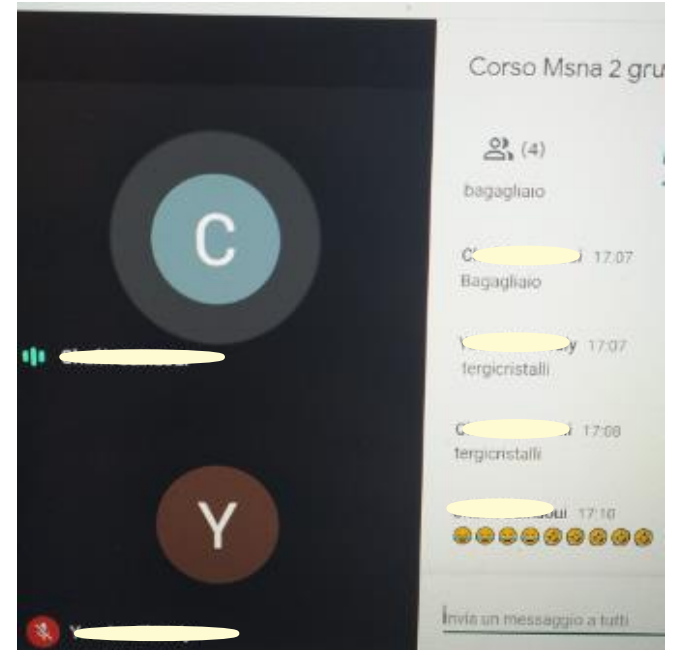 C
Y
Corso Msna 2 gru
(4)
bagagliaio
17:07
Bagagliaio
17:07
tergicristalli
17:08
tergicristalli
17:10
Invia un messaggio a tutti